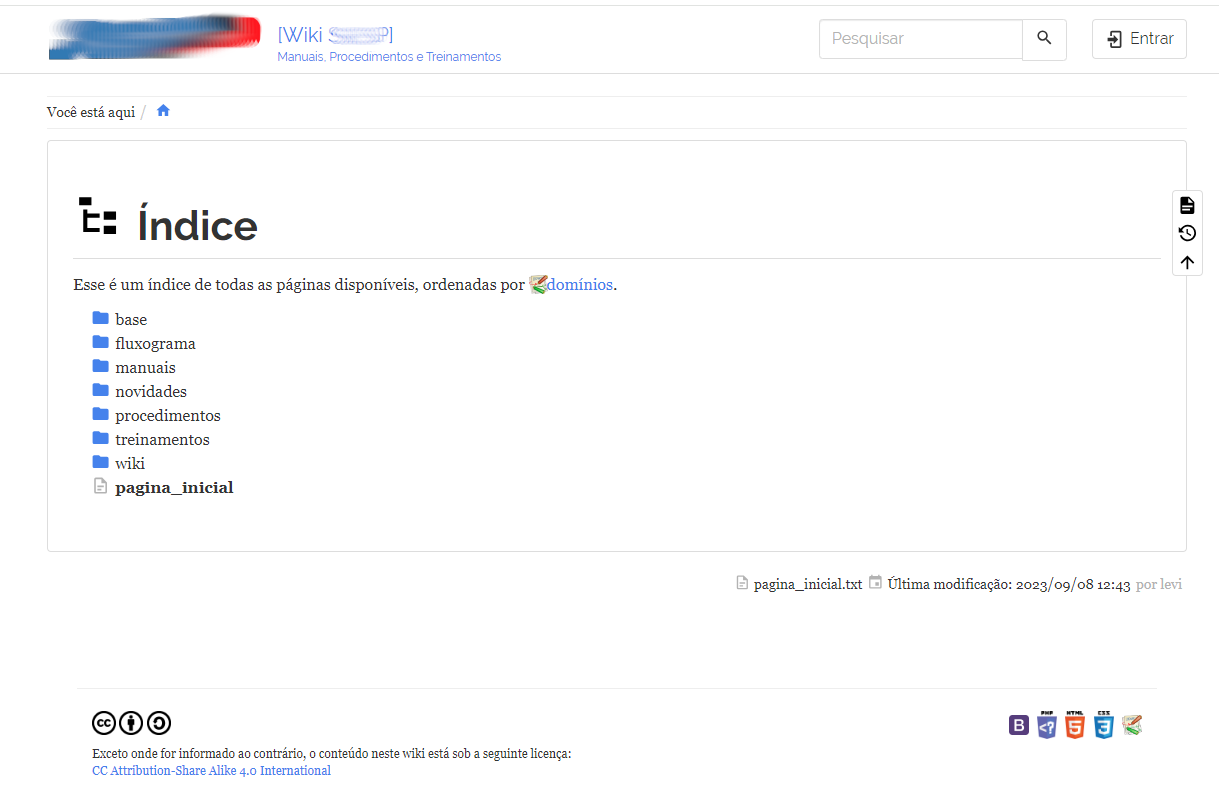 [Wiki
Manuais, Procedimentos e Treinamentos
Pesquisar
Entrar
Você está aqui /
Índice
Esse é um índice de todas as páginas disponíveis, ordenadas por domínios.
base
fluxograma
manuais
novidades
procedimentos
treinamentos
wiki
pagina_inicial
pagina_inicial.txt Última modificação: 2023/09/08 12:43 por levi
B PHP <?> HTML 5 CSS 3
Exceto onde for informado ao contrário, o conteúdo neste wiki está sob a seguinte licença:
CC Attribution-Share Alike 4.0 International